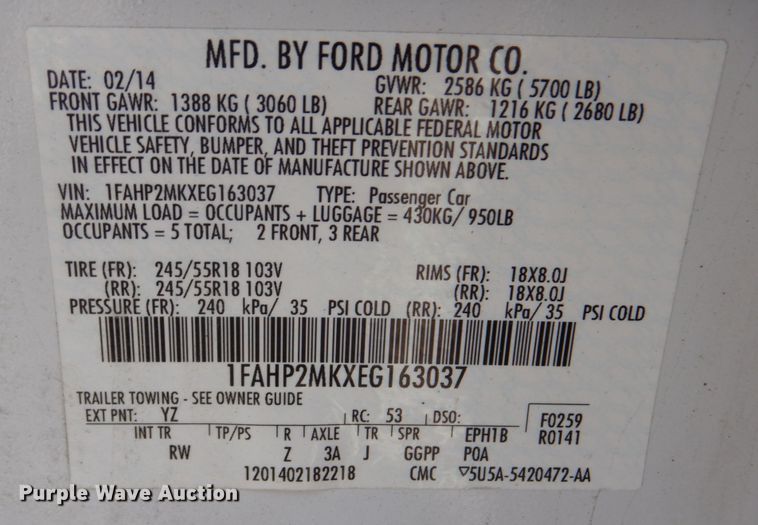 MFD. BY FORD MOTOR CO.
DATE: 02/14 GVWR: 2586 KG ( 5700 LB)
FRONT GAWR: 1388 KG ( 3060 LB) REAR GAWR: 1216 KG ( 2680 LB)
THIS VEHICLE CONFORMS TO ALL APPLICABLE FEDERAL MOTOR
VEHICLE SAFETY, BUMPER, AND THEFT PREVENTION STANDARDS
IN EFFECT ON THE DATE OF MANUFACTURE SHOWN ABOVE.
VIN: 1FAHP2MKXEG163037 TYPE: Passenger Car
MAXIMUM LOAD = OCCUPANTS + LUGGAGE = 430KG/ 950LB
OCCUPANTS = 5 TOTAL; 2 FRONT, 3 REAR
TIRE (FR): 245/55R18 103V RIMS (FR): 18X8.0J
(RR): 245/55R18 103V (RR): 18X8.0J
PRESSURE (FR): 240 kPa/ 35 PSI COLD (RR): 240 kPa/ 35 PSI COLD
1FAHP2MKXEG163037
TRAILER TOWING - SEE OWNER GUIDE
EXT PNT: YZ RC: 53 DSO: F0259
INT TR TP/PS R AXLE TR SPR EPH1B R0141
RW Z 3A J GGPP POA
1201402182218 CMC ▽5U5A-5420472-AA
Purple Wave Auction